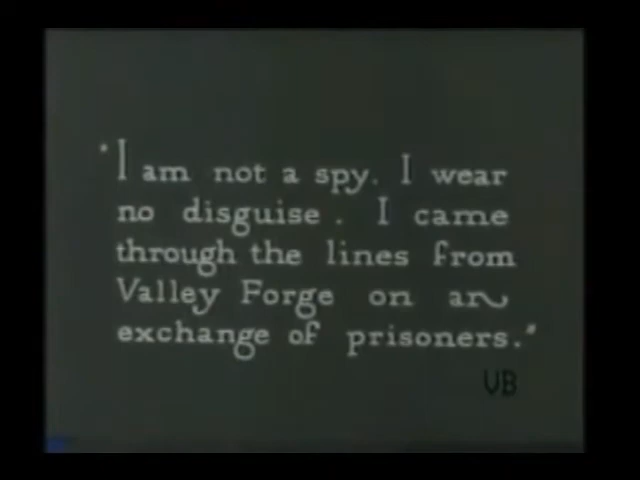 "I am not a spy. I wear
no disguise. I came
through the lines from
Valley Forge on an
exchange of prisoners."
VB